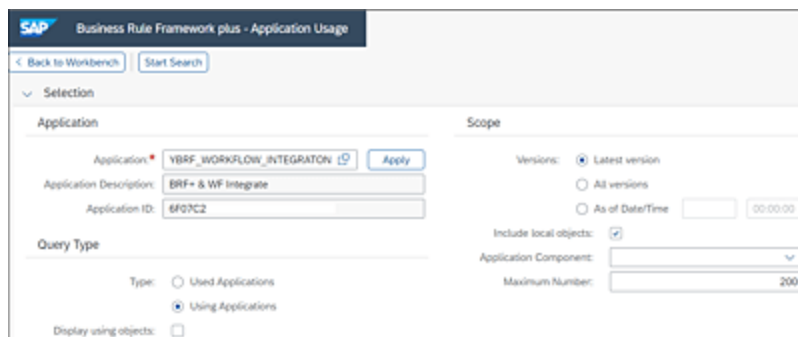 SAP Business Rule Framework plus - Application Usage
< Back to Workbench Start Search
Selection
Application
Application:* YBRF_WORKFLOW_INTEGRATON Apply
Application Description: BRF+ & WF Integrate
Application ID: 6F07C2
Query Type
Type: Used Applications
Using Applications
Display using objects:
Scope
Versions: Latest version
All versions
As of Date/Time 00:00:00
Include local objects:
Application Component:
Maximum Number: 200